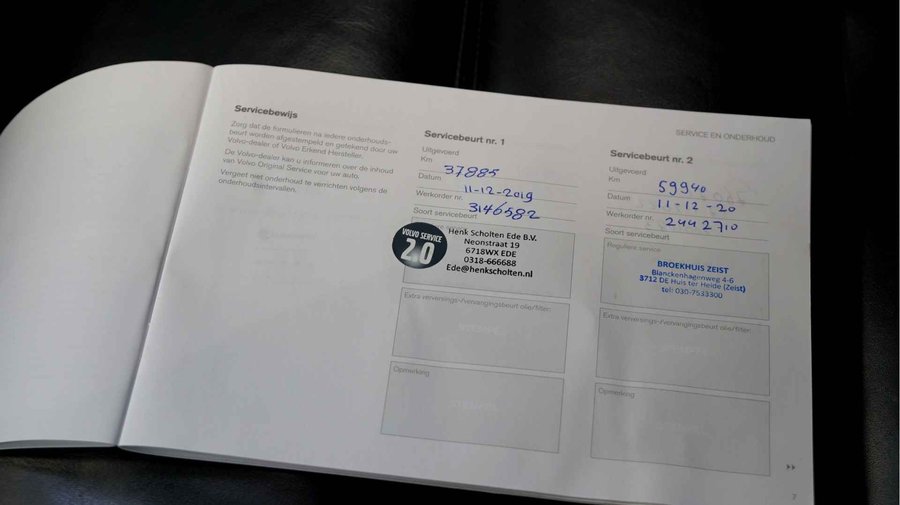 SERVICE EN ONDERHOUD
Servicebewijs
Zorg dat de formulieren na iedere onderhouds-
beurt worden afgestempeld en getekend door uw
Volvo-dealer of Volvo Erkend Hersteller.
De Volvo-dealer kan u informeren over de inhoud
van Volvo Original Service voor uw auto.
Vergeet niet onderhoud te verrichten volgens de
onderhoudsintervallen.
Servicebeurt nr. 1
Uitgevoerd
Km 37885
Datum 11-12-2019
Werkorder nr. 3146582
Soort servicebeurt
VOLVO SERVICE
2.0
Henk Scholten Ede B.V.
Neonstraat 19
6718WX EDE
0318-666688
Ede@henkscholten.nl
Extra verversings-/vervangingsbeurt olie/filter:
Opmerking
Servicebeurt nr. 2
Uitgevoerd
Km 59940
Datum 11-12-20
Werkorder nr. 2442710
Soort servicebeurt
Reguliere service
BROEKHUIS ZEIST
Blanckenhagenweg 4-6
3712 DE Huis ter Heide (Zeist)
tel: 030-7533300
Extra verversings-/vervangingsbeurt olie/filter:
Opmerking
7